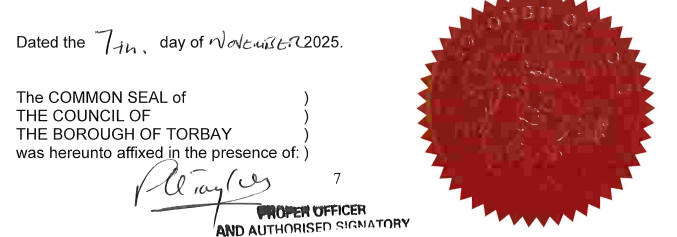 Dated the 7th. day of NOVEMBER 2025.
The COMMON SEAL of )
THE COUNCIL OF )
THE BOROUGH OF TORBAY )
was hereunto affixed in the presence of: )
7
PROPER OFFICER
AND AUTHORISED SIGNATORY